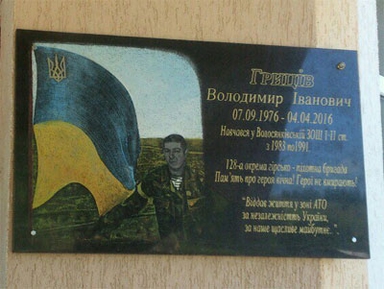 Греців
Володимир Іванович
07.09.1976 - 04.04.2016
Навчався у Волосянківській ЗОШ І-ІІ ст.
з 1983 по 1991.
128-а окрема гірсько - піхотна бригада
Пам'ять про героя вічна! Герої не вмирають!
"Віддав життя у зоні АТО
за незалежність України,
за наше щасливе майбутнє..."